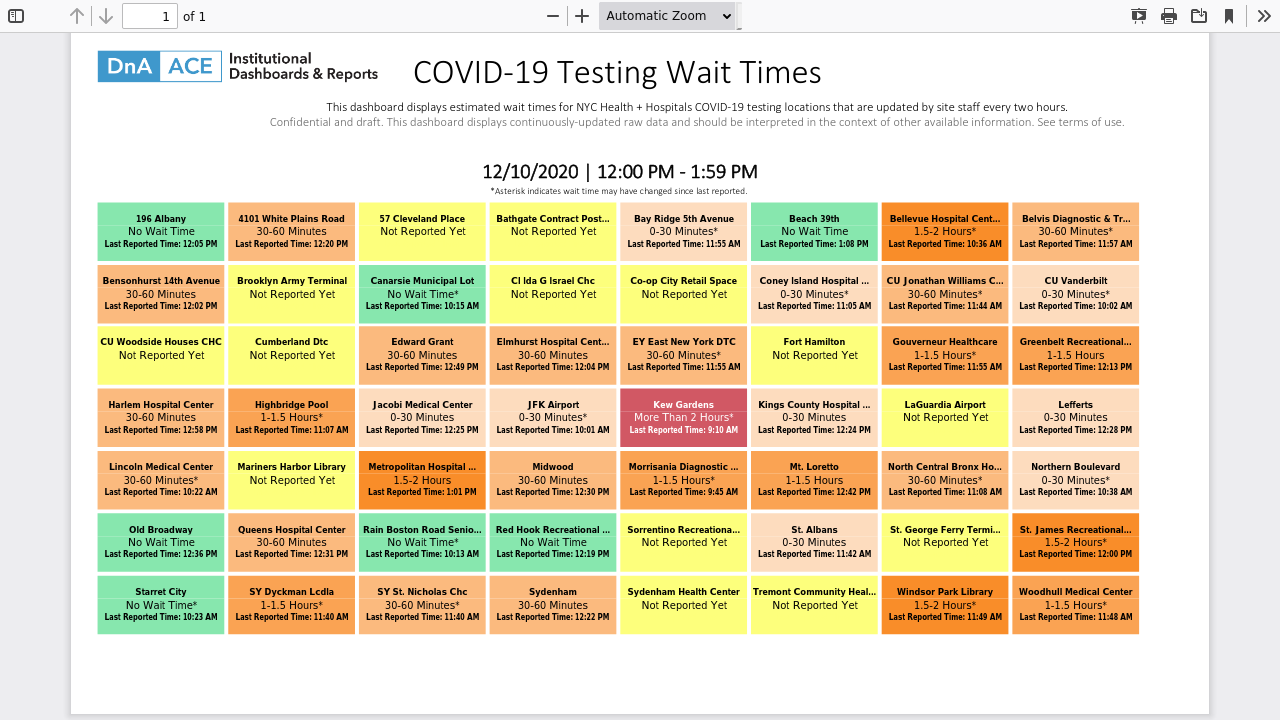 1 of 1 Automatic Zoom
DnA ACE Institutional
Dashboards & Reports
COVID-19 Testing Wait Times
This dashboard displays estimated wait times for NYC Health + Hospitals COVID-19 testing locations that are updated by site staff every two hours.
Confidential and draft. This dashboard displays continuously-updated raw data and should be interpreted in the context of other available information. See terms of use.
12/10/2020 | 12:00 PM - 1:59 PM
*Asterisk indicates wait time may have changed since last reported.
196 Albany
No Wait Time
Last Reported Time: 12:05 PM
4101 White Plains Road
30-60 Minutes
Last Reported Time: 12:20 PM
57 Cleveland Place
Not Reported Yet
Bathgate Contract Post...
Not Reported Yet
Bay Ridge 5th Avenue
0-30 Minutes*
Last Reported Time: 11:55 AM
Beach 39th
No Wait Time
Last Reported Time: 1:08 PM
Bellevue Hospital Cent...
1.5-2 Hours*
Last Reported Time: 10:36 AM
Belvis Diagnostic & Tr...
30-60 Minutes*
Last Reported Time: 11:57 AM
Bensonhurst 14th Avenue
30-60 Minutes
Last Reported Time: 12:02 PM
Brooklyn Army Terminal
Not Reported Yet
Canarsie Municipal Lot
No Wait Time*
Last Reported Time: 10:15 AM
CI Ida G Israel Chc
Not Reported Yet
Co-op City Retail Space
Not Reported Yet
Coney Island Hospital ...
0-30 Minutes*
Last Reported Time: 11:05 AM
CU Jonathan Williams C...
30-60 Minutes*
Last Reported Time: 11:44 AM
CU Vanderbilt
0-30 Minutes*
Last Reported Time: 10:02 AM
CU Woodside Houses CHC
Not Reported Yet
Cumberland Dtc
Not Reported Yet
Edward Grant
30-60 Minutes
Last Reported Time: 12:49 PM
Elmhurst Hospital Cent...
30-60 Minutes
Last Reported Time: 12:04 PM
EY East New York DTC
30-60 Minutes*
Last Reported Time: 11:55 AM
Fort Hamilton
Not Reported Yet
Gouverneur Healthcare
1-1.5 Hours*
Last Reported Time: 11:55 AM
Greenbelt Recreational...
1-1.5 Hours
Last Reported Time: 12:13 PM
Harlem Hospital Center
30-60 Minutes
Last Reported Time: 12:58 PM
Highbridge Pool
1-1.5 Hours*
Last Reported Time: 11:07 AM
Jacobi Medical Center
0-30 Minutes
Last Reported Time: 12:25 PM
JFK Airport
0-30 Minutes*
Last Reported Time: 10:01 AM
Kew Gardens
More Than 2 Hours*
Last Reported Time: 9:10 AM
Kings County Hospital ...
0-30 Minutes
Last Reported Time: 12:24 PM
LaGuardia Airport
Not Reported Yet
Lefferts
0-30 Minutes
Last Reported Time: 12:28 PM
Lincoln Medical Center
30-60 Minutes*
Last Reported Time: 10:22 AM
Mariners Harbor Library
Not Reported Yet
Metropolitan Hospital ...
1.5-2 Hours
Last Reported Time: 1:01 PM
Midwood
30-60 Minutes
Last Reported Time: 12:30 PM
Morrisania Diagnostic ...
1-1.5 Hours*
Last Reported Time: 9:45 AM
Mt. Loretto
1-1.5 Hours
Last Reported Time: 12:42 PM
North Central Bronx Ho...
30-60 Minutes*
Last Reported Time: 11:08 AM
Northern Boulevard
0-30 Minutes*
Last Reported Time: 10:38 AM
Old Broadway
No Wait Time
Last Reported Time: 12:36 PM
Queens Hospital Center
30-60 Minutes
Last Reported Time: 12:31 PM
Rain Boston Road Senio...
No Wait Time*
Last Reported Time: 10:13 AM
Red Hook Recreational ...
No Wait Time
Last Reported Time: 12:19 PM
Sorrentino Recreationa...
Not Reported Yet
St. Albans
0-30 Minutes
Last Reported Time: 11:42 AM
St. George Ferry Termi...
Not Reported Yet
St. James Recreational...
1.5-2 Hours*
Last Reported Time: 12:00 PM
Starret City
No Wait Time*
Last Reported Time: 10:23 AM
SY Dyckman Lcdla
1-1.5 Hours*
Last Reported Time: 11:40 AM
SY St. Nicholas Chc
30-60 Minutes*
Last Reported Time: 11:40 AM
Sydenham
30-60 Minutes
Last Reported Time: 12:22 PM
Sydenham Health Center
Not Reported Yet
Tremont Community Heal...
Not Reported Yet
Windsor Park Library
1.5-2 Hours*
Last Reported Time: 11:49 AM
Woodhull Medical Center
1-1.5 Hours*
Last Reported Time: 11:48 AM